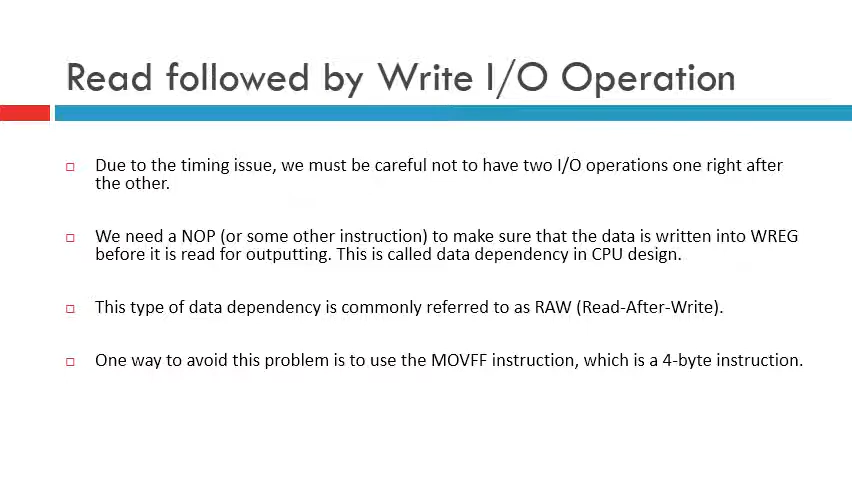 Read followed by Write I/O Operation
Due to the timing issue, we must be careful not to have two I/O operations one right after
the other.
We need a NOP (or some other instruction) to make sure that the data is written into WREG
before it is read for outputting. This is called data dependency in CPU design.
This type of data dependency is commonly referred to as RAW (Read-After-Write).
One way to avoid this problem is to use the MOVFF instruction, which is a 4-byte instruction.